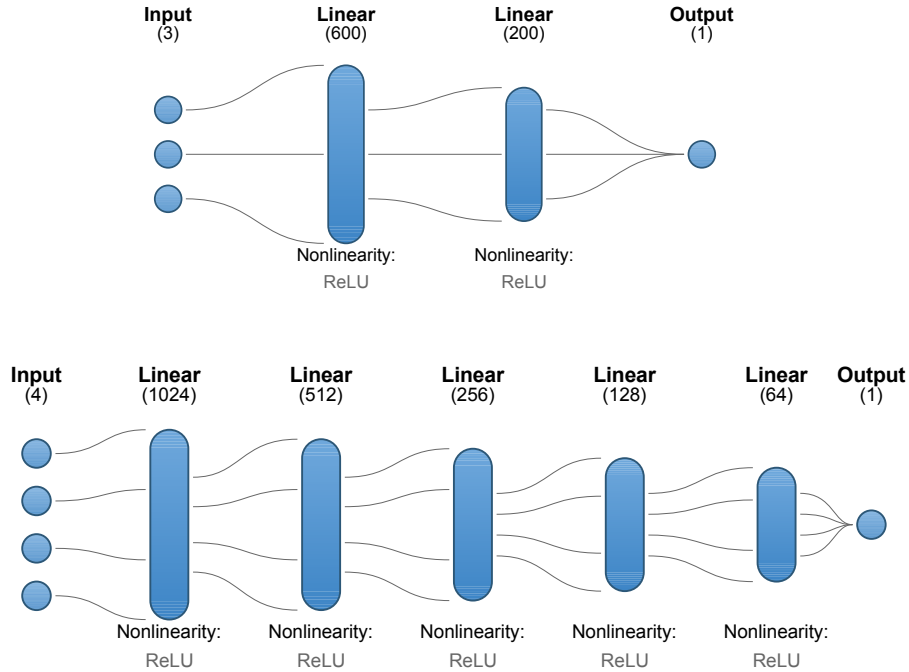 Input Linear Linear Output
(3) (600) (200) (1)
Nonlinearity: Nonlinearity:
ReLU ReLU
Input Linear Linear Linear Linear Linear Output
(4) (1024) (512) (256) (128) (64) (1)
Nonlinearity: Nonlinearity: Nonlinearity: Nonlinearity: Nonlinearity:
ReLU ReLU ReLU ReLU ReLU